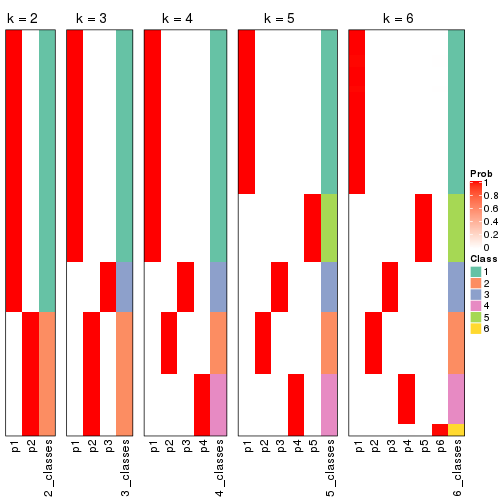 k = 2
k = 3
k = 4
k = 5
k = 6
p1
p2
2_classes
p1
p2
p3
3_classes
p1
p2
p3
p4
4_classes
p1
p2
p3
p4
p5
5_classes
p1
p2
p3
p4
p5
p6
6_classes
Prob
1
0.8
0.6
0.4
0.2
0
Class
1
2
3
4
5
6